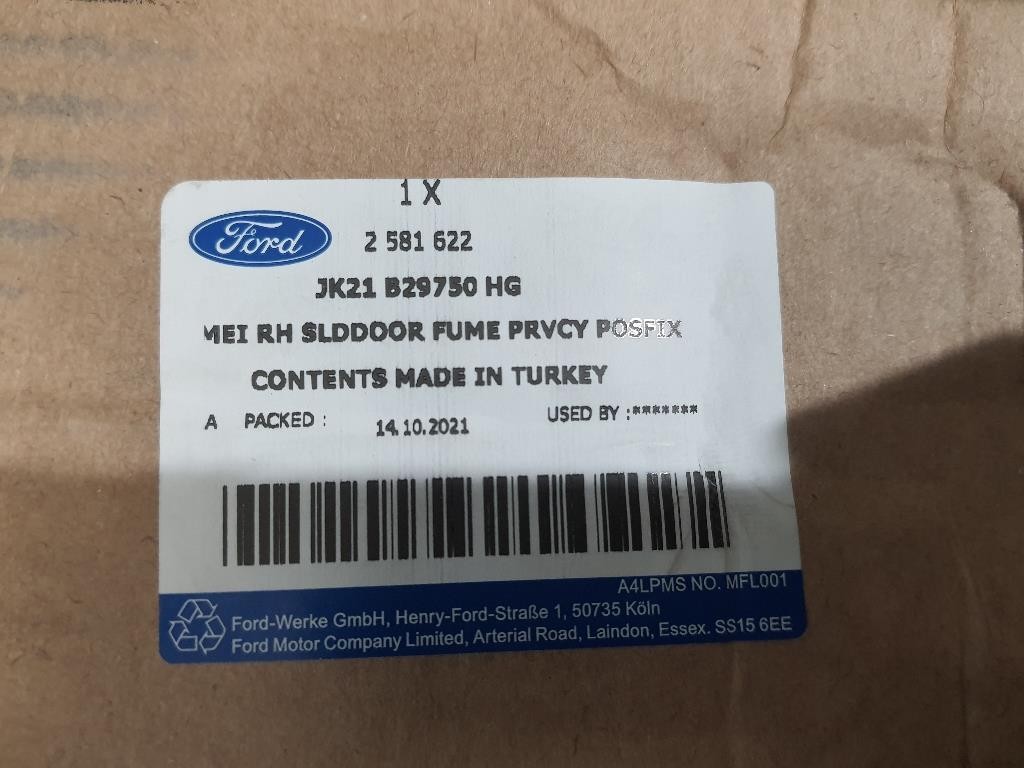 1 X
Ford
2 581 622
JK21 B29750 HG
MEI RH SLDDOOR FUME PRVCY POSFIX
CONTENTS MADE IN TURKEY
A PACKED : 14.10.2021 USED BY :*******
A4LPMS NO. MFL001
Ford-Werke GmbH, Henry-Ford-Straße 1, 50735 Köln
Ford Motor Company Limited, Arterial Road, Laindon, Essex. SS15 6EE